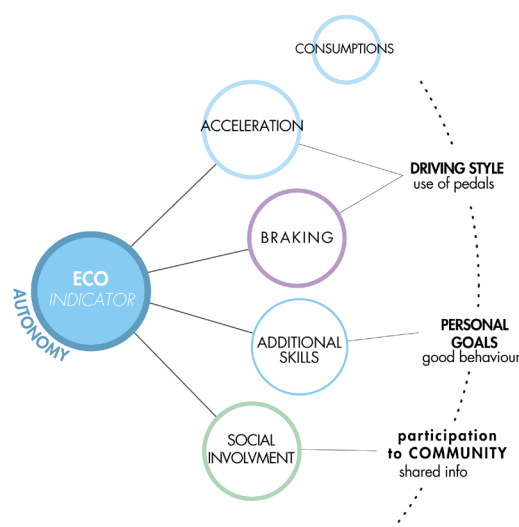 CONSUMPTIONS
ACCELERATION
DRIVING STYLE
use of pedals
BRAKING
ECO
INDICATOR
AUTONOMY
ADDITIONAL
SKILLS
PERSONAL
GOALS
good behaviour
SOCIAL
INVOLVMENT
participation
to COMMUNITY
shared info